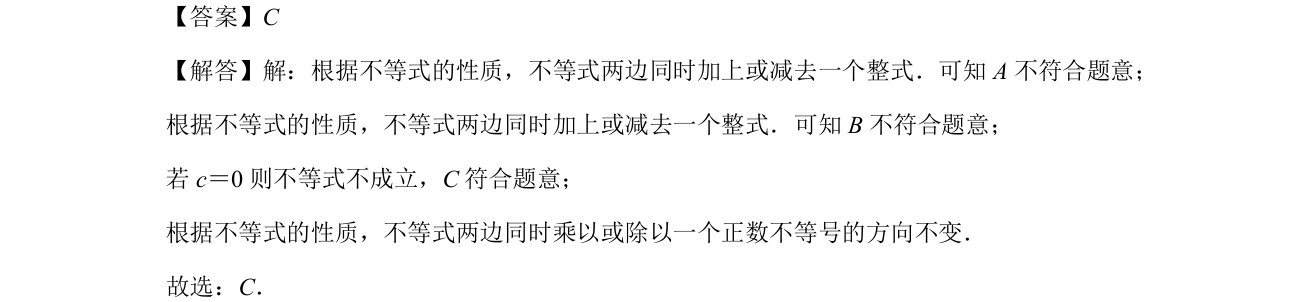 【答案】C
【解答】解：根据不等式的性质，不等式两边同时加上或减去一个整式．可知 A 不符合题意；
根据不等式的性质，不等式两边同时加上或减去一个整式．可知 B 不符合题意；
若 c＝0 则不等式不成立，C 符合题意；
根据不等式的性质，不等式两边同时乘以或除以一个正数不等号的方向不变．
故选：C．